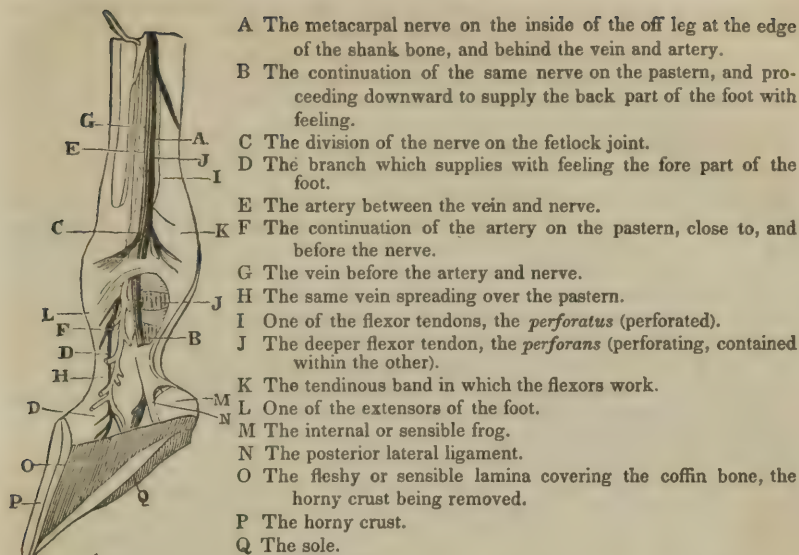 A The metacarpal nerve on the inside of the off leg at the edge
of the shank bone, and behind the vein and artery.
B The continuation of the same nerve on the pastern, and pro-
ceeding downward to supply the back part of the foot with
feeling.
C The division of the nerve on the fetlock joint.
D The branch which supplies with feeling the fore part of the
foot.
E The artery between the vein and nerve.
F The continuation of the artery on the pastern, close to, and
before the nerve.
G The vein before the artery and nerve.
H The same vein spreading over the pastern.
I One of the flexor tendons, the perforatus (perforated).
J The deeper flexor tendon, the perforans (perforating, contained
within the other).
K The tendinous band in which the flexors work.
L One of the extensors of the foot.
M The internal or sensible frog.
N The posterior lateral ligament.
O The fleshy or sensible lamina covering the coffin bone, the
horny crust being removed.
P The horny crust.
Q The sole.
G
A.
E
J
I
C
K
L
J
F
B
D
H
M
D
N
O
P
Q